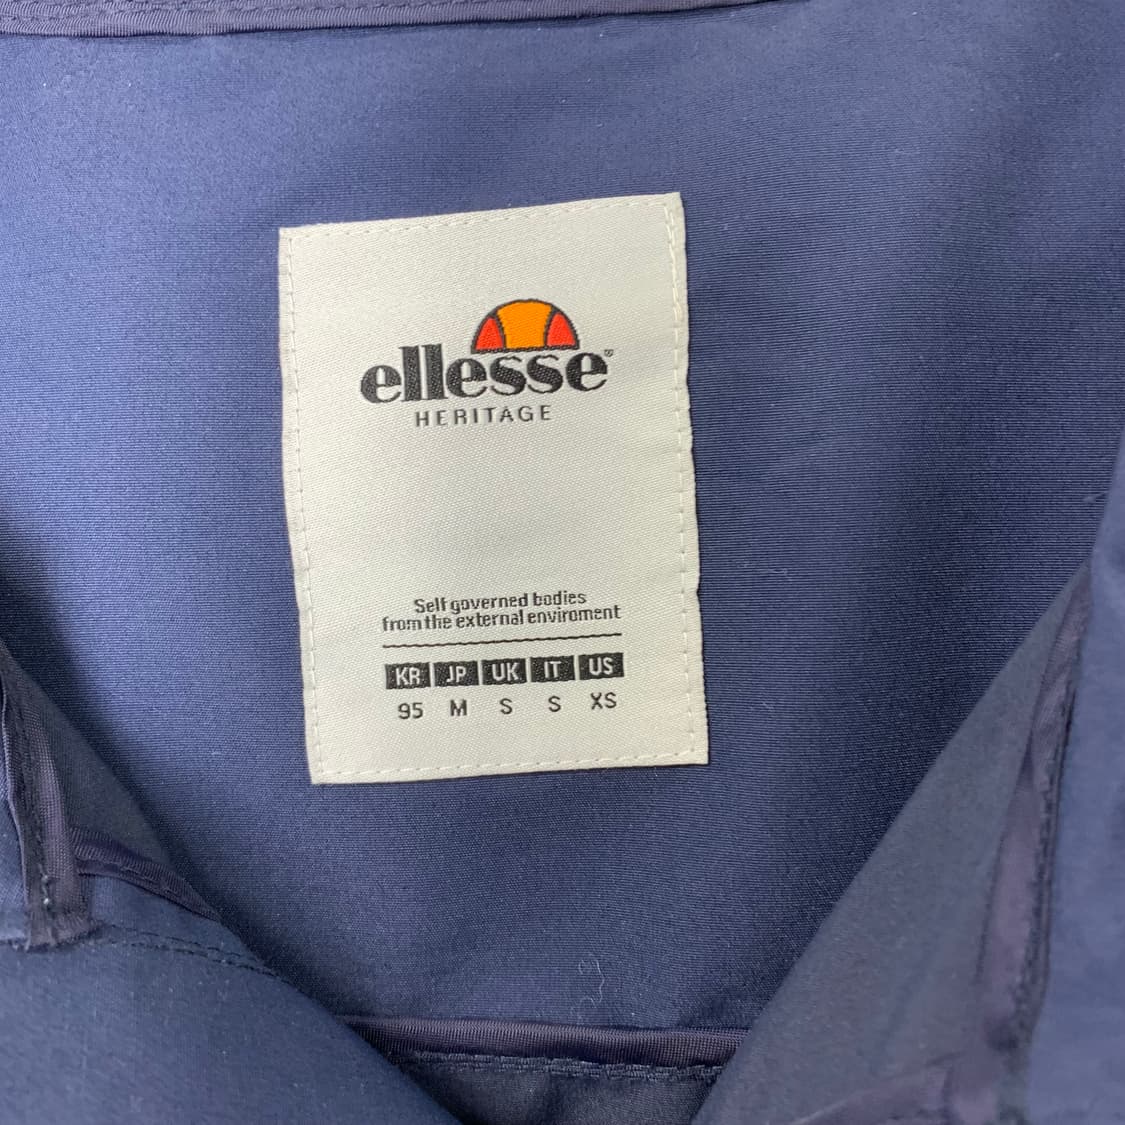 ellesse®
HERITAGE
Self governed bodies
from the external enviroment
KR JP UK IT US
95 M S S XS